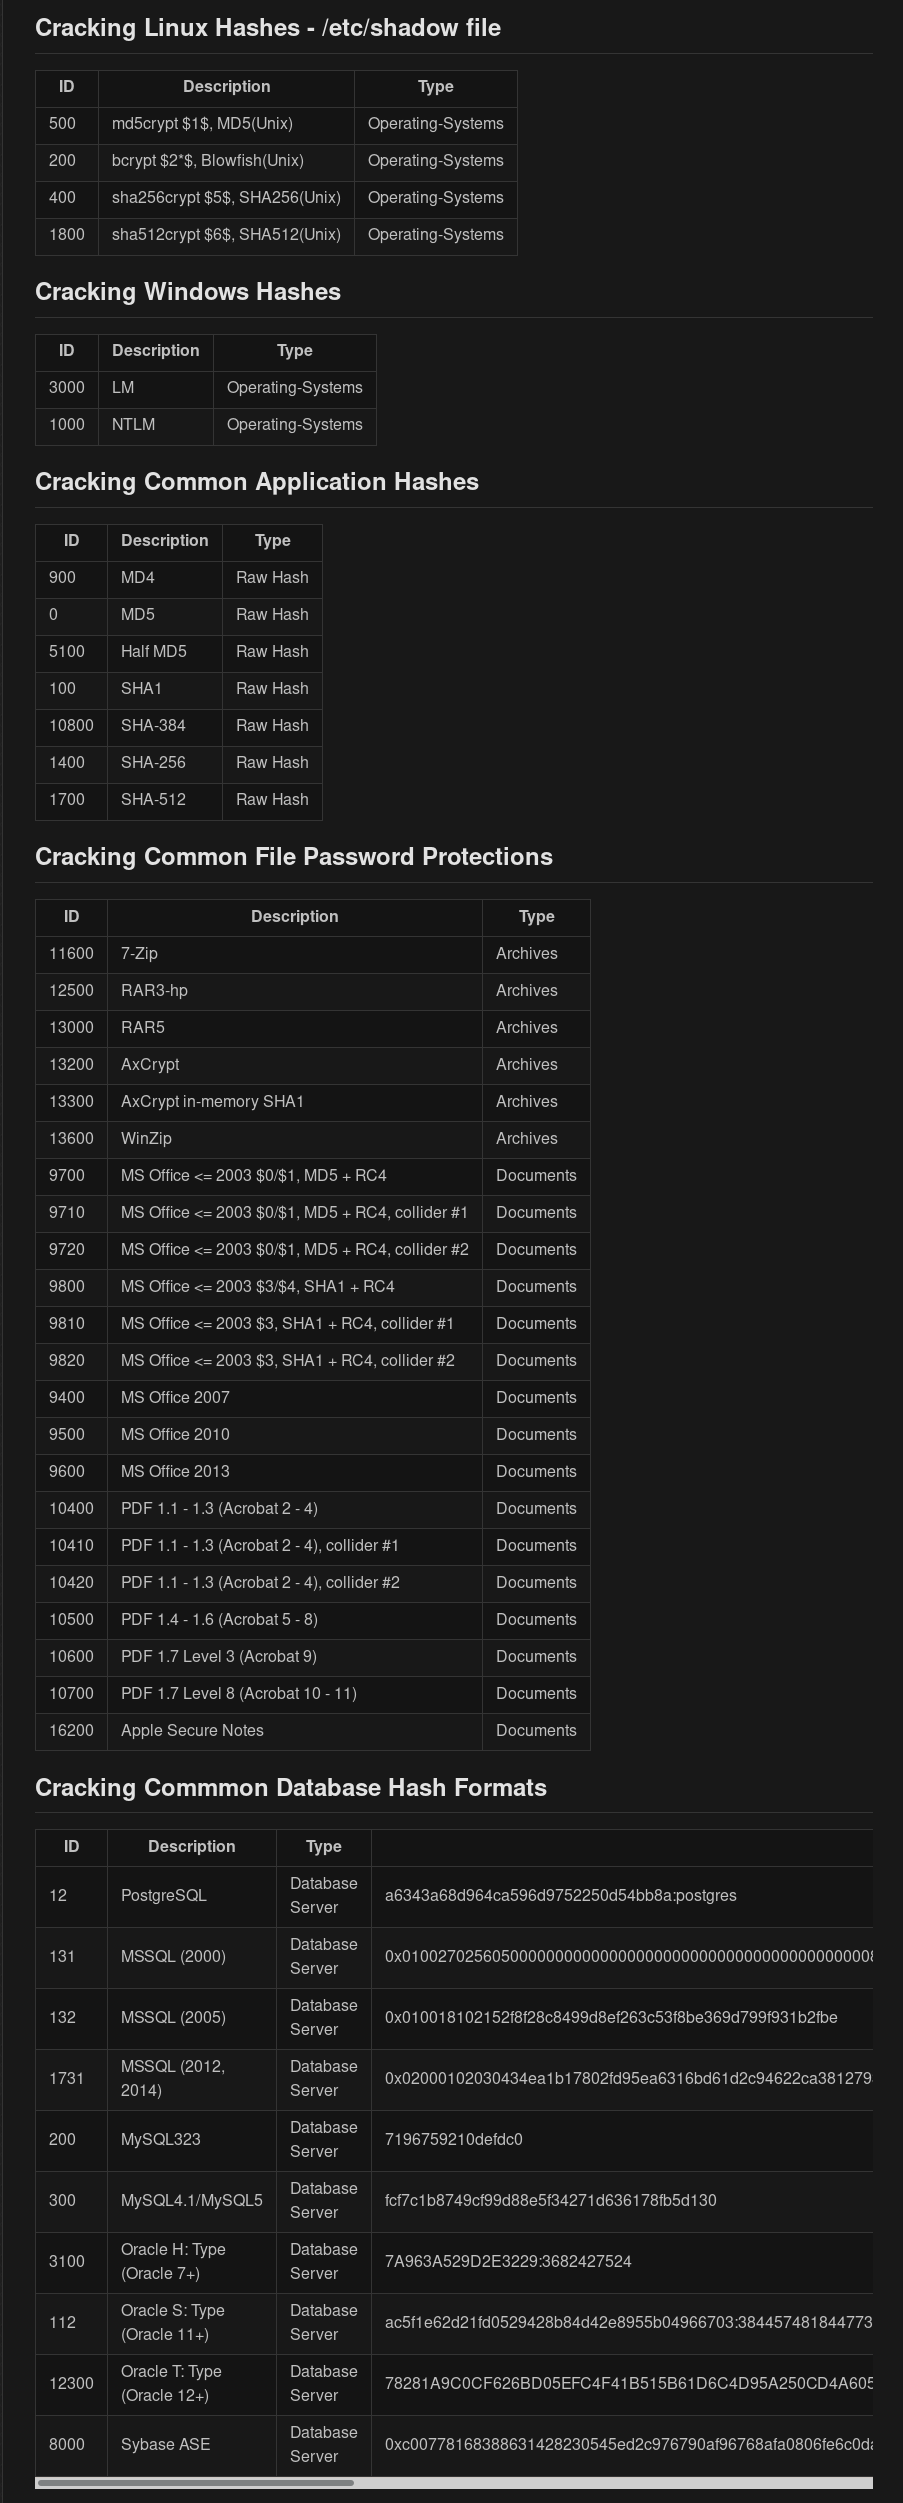 Cracking Linux Hashes - /etc/shadow file
ID Description Type
500 md5crypt $1$, MD5(Unix) Operating-Systems
200 bcrypt $2*$, Blowfish(Unix) Operating-Systems
400 sha256crypt $5$, SHA256(Unix) Operating-Systems
1800 sha512crypt $6$, SHA512(Unix) Operating-Systems
Cracking Windows Hashes
ID Description Type
3000 LM Operating-Systems
1000 NTLM Operating-Systems
Cracking Common Application Hashes
ID Description Type
900 MD4 Raw Hash
0 MD5 Raw Hash
5100 Half MD5 Raw Hash
100 SHA1 Raw Hash
10800 SHA-384 Raw Hash
1400 SHA-256 Raw Hash
1700 SHA-512 Raw Hash
Cracking Common File Password Protections
ID Description Type
11600 7-Zip Archives
12500 RAR3-hp Archives
13000 RAR5 Archives
13200 AxCrypt Archives
13300 AxCrypt in-memory SHA1 Archives
13600 WinZip Archives
9700 MS Office <= 2003 $0/$1, MD5 + RC4 Documents
9710 MS Office <= 2003 $0/$1, MD5 + RC4, collider #1 Documents
9720 MS Office <= 2003 $0/$1, MD5 + RC4, collider #2 Documents
9800 MS Office <= 2003 $3/$4, SHA1 + RC4 Documents
9810 MS Office <= 2003 $3, SHA1 + RC4, collider #1 Documents
9820 MS Office <= 2003 $3, SHA1 + RC4, collider #2 Documents
9400 MS Office 2007 Documents
9500 MS Office 2010 Documents
9600 MS Office 2013 Documents
10400 PDF 1.1 - 1.3 (Acrobat 2 - 4) Documents
10410 PDF 1.1 - 1.3 (Acrobat 2 - 4), collider #1 Documents
10420 PDF 1.1 - 1.3 (Acrobat 2 - 4), collider #2 Documents
10500 PDF 1.4 - 1.6 (Acrobat 5 - 8) Documents
10600 PDF 1.7 Level 3 (Acrobat 9) Documents
10700 PDF 1.7 Level 8 (Acrobat 10 - 11) Documents
16200 Apple Secure Notes Documents
Cracking Commmon Database Hash Formats
ID Description Type
12 PostgreSQL Database Server a6343a68d964ca596d9752250d54bb8a:postgres
131 MSSQL (2000) Database Server
132 MSSQL (2005) Database Server 0x010018102152f8f28c8499d8ef263c53f8be369d799f931b2fbe
1731 MSSQL (2012, 2014) Database Server 0x02000102030434ea1b17802fd95ea6316bd61d2c94622ca381279
200 MySQL323 Database Server 7196759210defdc0
300 MySQL4.1/MySQL5 Database Server fcf7c1b8749cf99d88e5f34271d636178fb5d130
3100 Oracle H: Type (Oracle 7+) Database Server 7A963A529D2E3229:3682427524
112 Oracle S: Type (Oracle 11+) Database Server ac5f1e62d21fd0529428b84d42e8955b04966703:384457481844773
12300 Oracle T: Type (Oracle 12+) Database Server 78281A9C0CF626BD05EFC4F41B515B61D6C4D95A250CD4A605
8000 Sybase ASE Database Server 0xc00778168388631428230545ed2c976790af96768afa0806fe6c0da